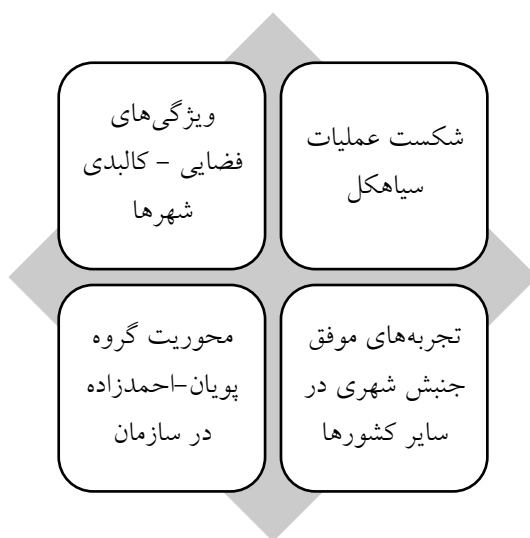 شکست عملیات
سیاهکل
ویژگی‌های
فضایی - کالبدی
شهرها
تجربه‌های موفق
جنبش شهری در
سایر کشورها
محوریت گروه
پویان-احمدزاده
در سازمان